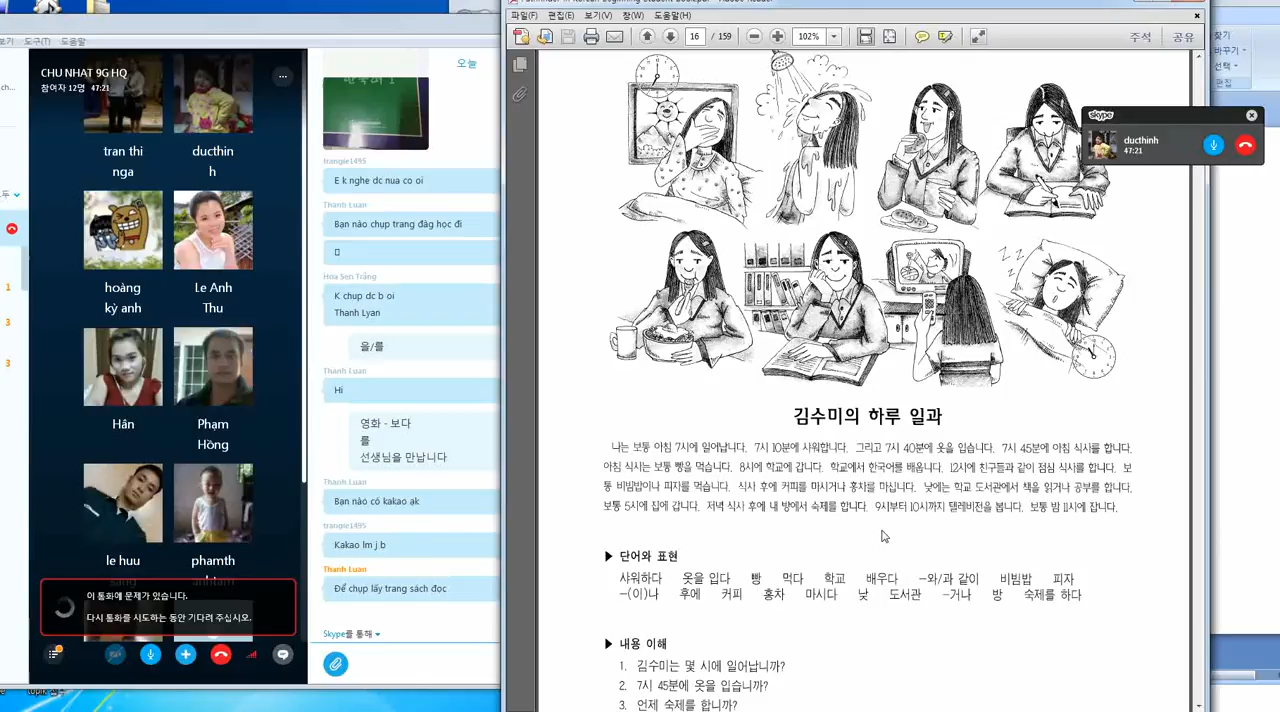 파일(F) 편집(E) 보기(V) 창(W) 도움말(H)
16 / 159
102%
주석
공유
보기 도구(T) 도움말
CHU NHAT 9G HQ
참여자 12명 47:21
tran thi
nga
ducthin
h
hoàng
kỳ anh
Le Anh
Thu
Hần
Phạm
Hồng
le huu
sang
phamth
이 통화에 문제가 있습니다.
다시 통화를 시도하는 동안 기다려 주십시오.
오늘
trangie1495
E k nghe dc nua co oi
Thanh Luan
Bạn nào chụp trang đàg học đi
Hoa Sen Trắng
K chup dc b oi
Thanh Lyan
을/를
Thanh Luan
Hi
영화 - 보다
를
선생님을 만납니다
Thanh Luan
Bạn nào có kakao ak
trangie1495
Kakao lm j b
Thanh Luan
Để chụp lấy trang sách đọc
Skype를 통해
skype
ducthinh
47:21
김수미의 하루 일과
나는 보통 아침 7시에 일어납니다. 7시 10분에 샤워합니다. 그리고 7시 40분에 옷을 입습니다. 7시 45분에 아침 식사를 합니다.
아침 식사는 보통 빵을 먹습니다. 8시에 학교에 갑니다. 학교에서 한국어를 배웁니다. 12시에 친구들과 같이 점심 식사를 합니다. 보
통 비빔밥이나 피자를 먹습니다. 식사 후에 커피를 마시거나 홍차를 마십니다. 낮에는 학교 도서관에서 책을 읽거나 공부를 합니다.
보통 5시에 집에 갑니다. 저녁 식사 후에 내 방에서 숙제를 합니다. 9시부터 10시까지 텔레비전을 봅니다. 보통 밤 11시에 잡니다.
▶ 단어와 표현
샤워하다 옷을 입다 빵 먹다 학교 배우다 –와/과 같이 비빔밥 피자
–(이)나 후에 커피 홍차 마시다 낮 도서관 –거나 방 숙제를 하다
▶ 내용 이해
1. 김수미는 몇 시에 일어납니까?
2. 7시 45분에 옷을 입습니까?
3. 언제 숙제를 합니까?
찾기
바꾸기
선택
편집